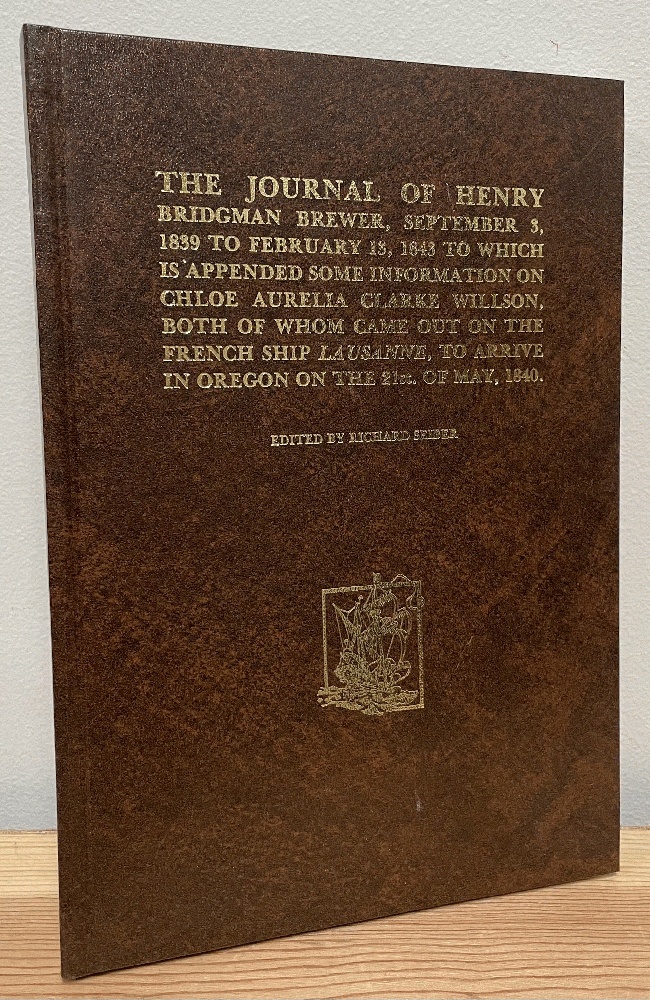 THE JOURNAL OF HENRY
BRIDGMAN BREWER, SEPTEMBER 3,
1839 TO FEBRUARY 13, 1843 TO WHICH
IS APPENDED SOME INFORMATION ON
CHLOE AURELIA CLARKE WILLSON,
BOTH OF WHOM CAME OUT ON THE
FRENCH SHIP LAUSANNE, TO ARRIVE
IN OREGON ON THE 21st. OF MAY, 1840.
EDITED BY RICHARD SEIBER